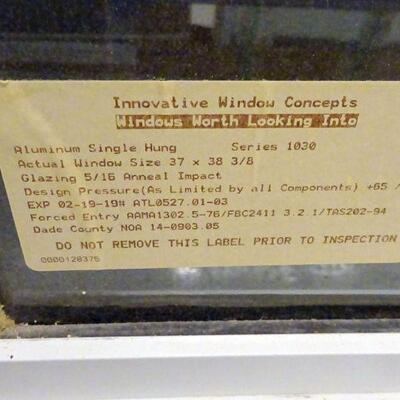 Innovative Window Concepts
Windows Worth Looking Into
Aluminum Single Hung Series 1030
Actual Window Size 37 x 38 3/8
Glazing 5/16 Anneal Impact
Design Pressure(As Limited by all Components) +65 /
EXP 02-19-19# ATL0527.01-03
Forced Entry AAMA1302.5-76/FBC2411 3.2.1/TAS202-94
Dade County NOA 14-0903.05
DO NOT REMOVE THIS LABEL PRIOR TO INSPECTION
0000128375